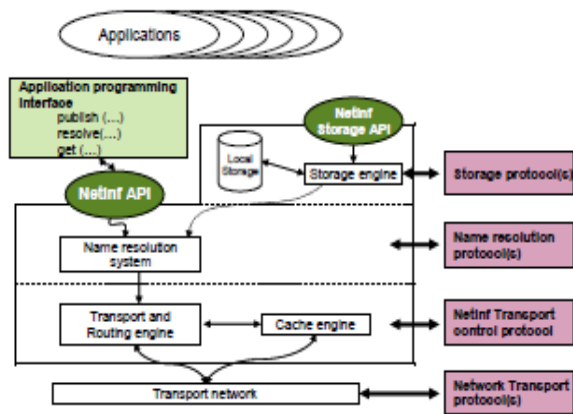 Applications
Application programming
Interface
publish (...)
resolve(...)
get (...)
NetInf
Storage API
Local
Storage
Storage engine
Storage protocol(s)
NetInf API
Name resolution
system
Name resolution
protocol(s)
Transport and
Routing engine
Cache engine
NetInf Transport
control protocol
Transport network
Network Transport
protocol(s)